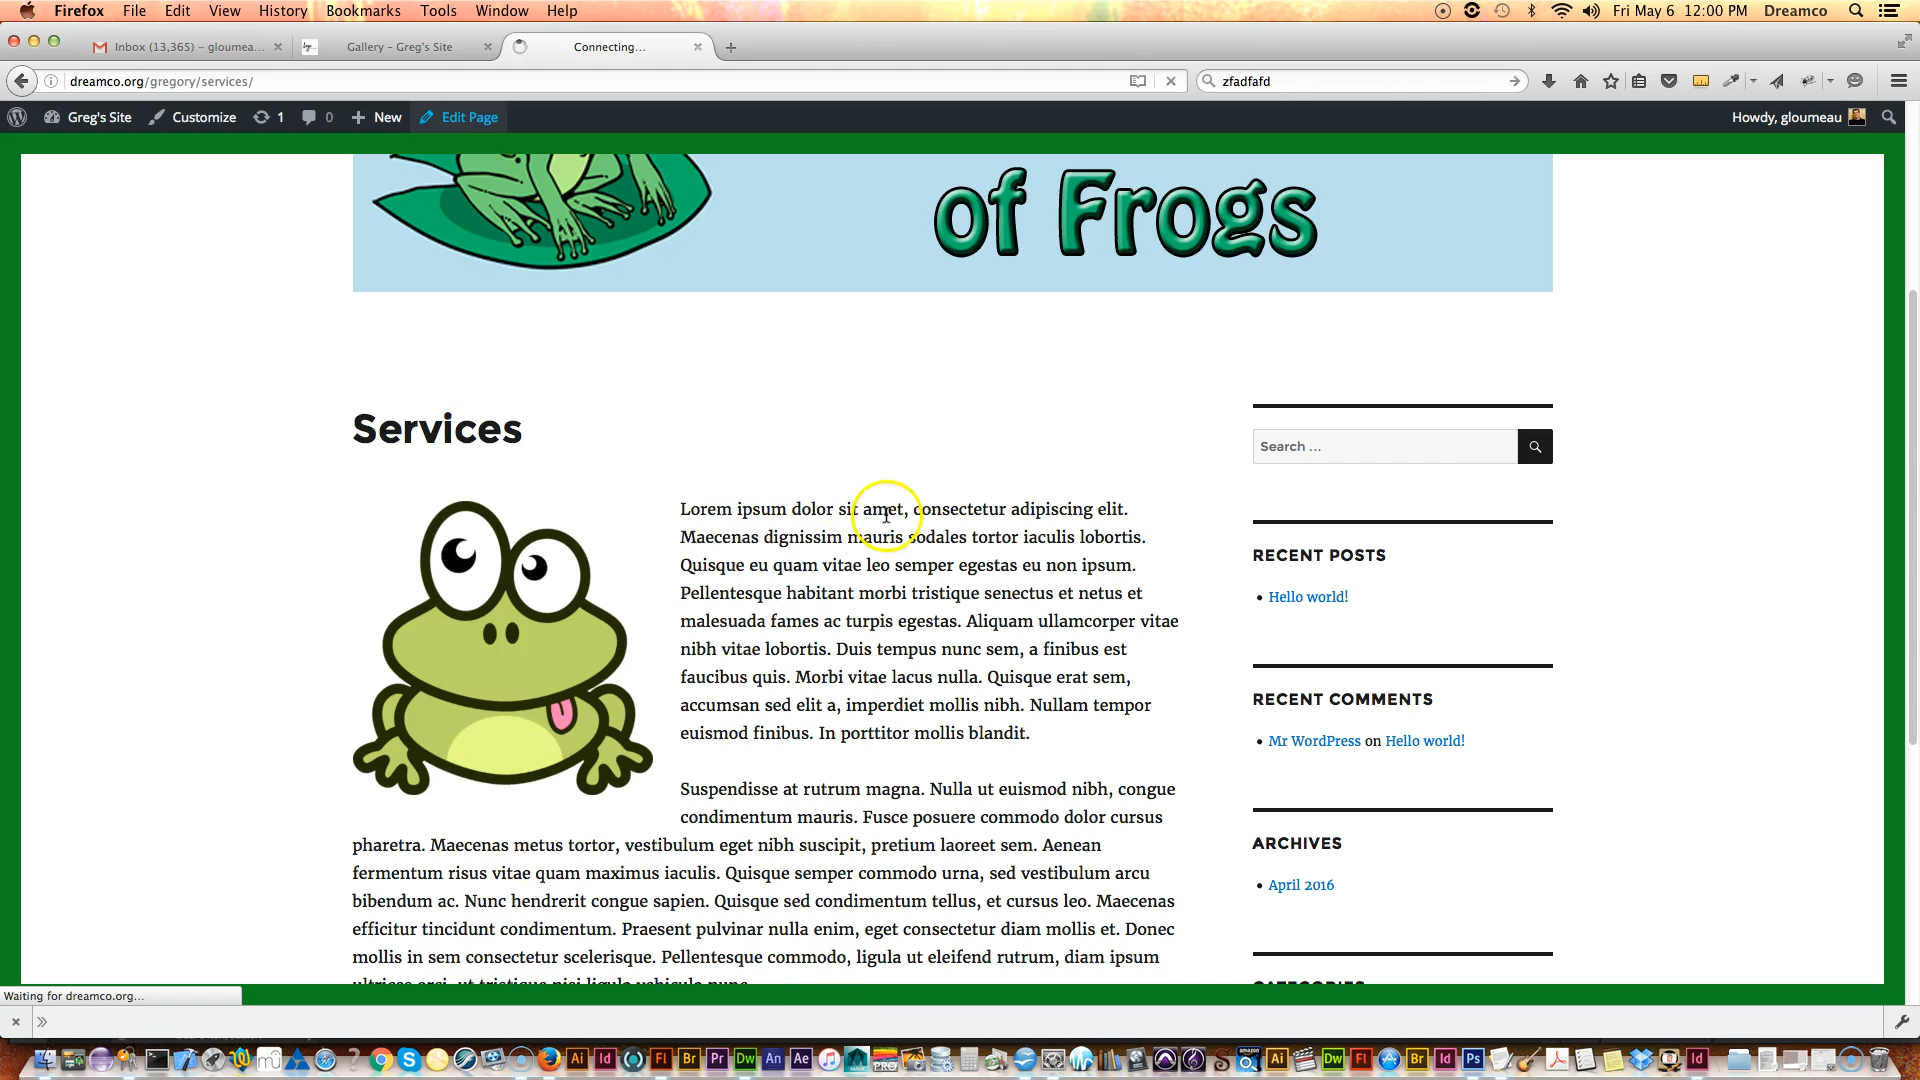 Firefox File Edit View History Bookmarks Tools Window Help
Fri May 6 12:00 PM Dreamco
Inbox (13,365) – gloumea...
Gallery – Greg's Site
Connecting...
dreamco.org/gregory/services/
zfadfafd
Greg's Site Customize 1 0 New Edit Page
Howdy, gloumeau
of Frogs
Services
Lorem ipsum dolor sit amet, consectetur adipiscing elit.
Maecenas dignissim mauris sodales tortor iaculis lobortis.
Quisque eu quam vitae leo semper egestas eu non ipsum.
Pellentesque habitant morbi tristique senectus et netus et
malesuada fames ac turpis egestas. Aliquam ullamcorper vitae
nibh vitae lobortis. Duis tempus nunc sem, a finibus est
faucibus quis. Morbi vitae lacus nulla. Quisque erat sem,
accumsan sed elit a, imperdiet mollis nibh. Nullam tempor
euismod finibus. In porttitor mollis blandit.
Suspendisse at rutrum magna. Nulla ut euismod nibh, congue
condimentum mauris. Fusce posuere commodo dolor cursus
pharetra. Maecenas metus tortor, vestibulum eget nibh suscipit, pretium laoreet sem. Aenean
fermentum risus vitae quam maximus iaculis. Quisque semper commodo urna, sed vestibulum arcu
bibendum ac. Nunc hendrerit congue sapien. Quisque sed condimentum tellus, et cursus leo. Maecenas
efficitur tincidunt condimentum. Praesent pulvinar nulla enim, eget consectetur diam mollis et. Donec
mollis in sem consectetur scelerisque. Pellentesque commodo, ligula ut eleifend rutrum, diam ipsum
Search ...
RECENT POSTS
Hello world!
RECENT COMMENTS
Mr WordPress on Hello world!
ARCHIVES
April 2016
Waiting for dreamco.org...